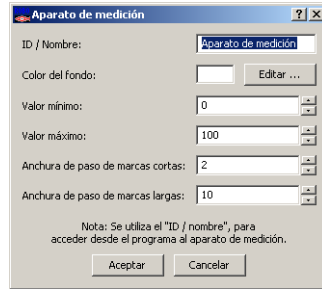 Aparato de medición
ID / Nombre: Aparato de medición
Color del fondo: Editar ...
Valor mínimo: 0
Valor máximo: 100
Anchura de paso de marcas cortas: 2
Anchura de paso de marcas largas: 10
Nota: Se utiliza el "ID / nombre", para
acceder desde el programa al aparato de medición.
Aceptar Cancelar